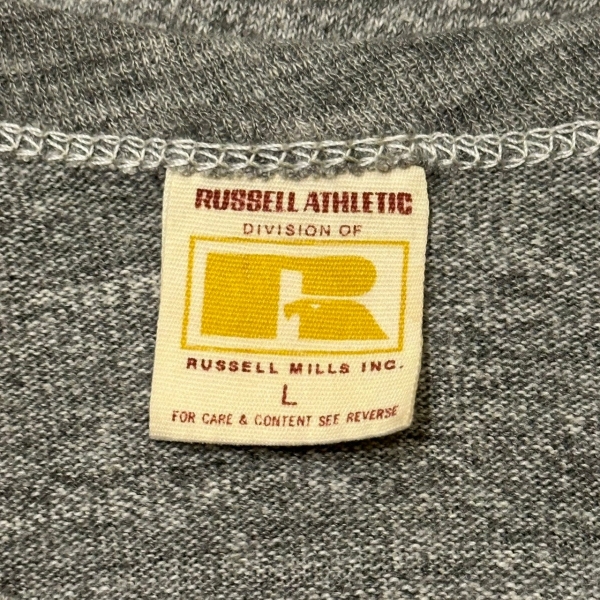 RUSSELL ATHLETIC
DIVISION OF
R
RUSSELL MILLS INC.
L
FOR CARE & CONTENT SEE REVERSE